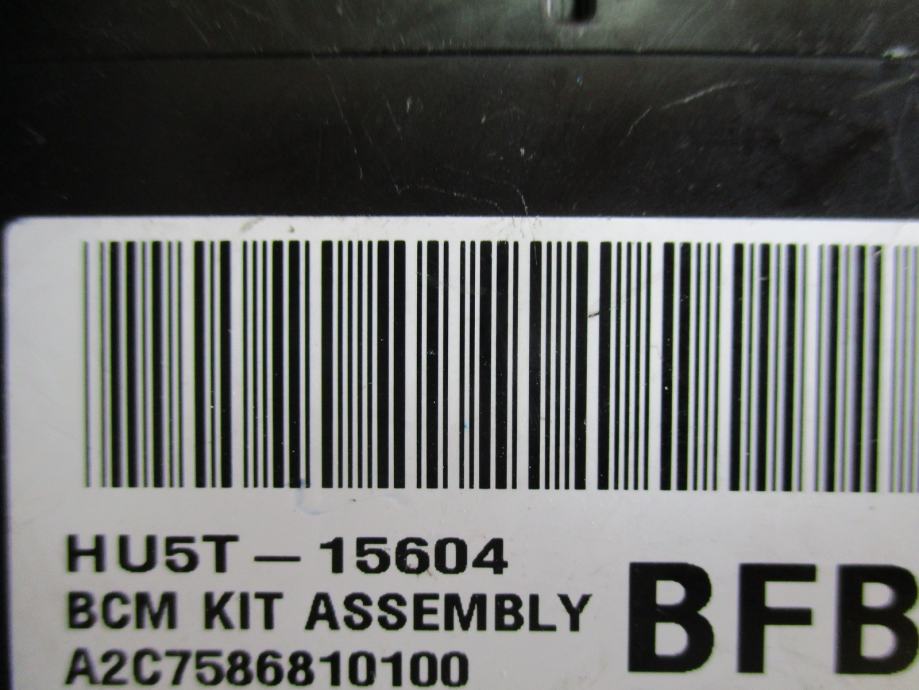 HU5T – 15604
BCM KIT ASSEMBLY
BFB
A2C7586810100